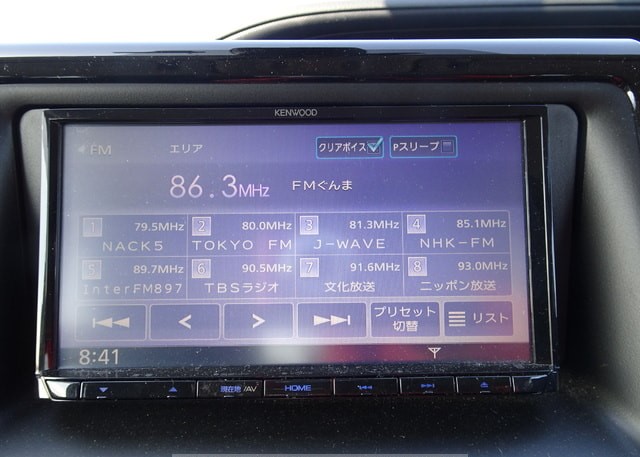 KENWOOD
FM エリア クリアボイス Pスリープ
86.3MHz FMぐんま
1 79.5MHz 2 80.0MHz 3 81.3MHz 4 85.1MHz
NACK5 TOKYO FM J-WAVE NHK-FM
5 89.7MHz 6 90.5MHz 7 91.6MHz 8 93.0MHz
InterFM897 TBSラジオ 文化放送 ニッポン放送
プリセット
切替 リスト
8:41
現在地/AV HOME